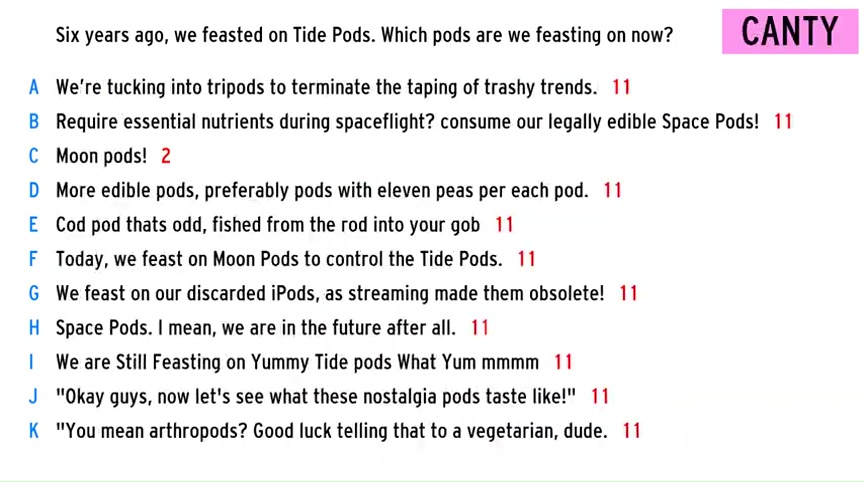 Six years ago, we feasted on Tide Pods. Which pods are we feasting on now?
CANTY
A We're tucking into tripods to terminate the taping of trashy trends. 11
B Require essential nutrients during spaceflight? consume our legally edible Space Pods! 11
C Moon pods! 2
D More edible pods, preferably pods with eleven peas per each pod. 11
E Cod pod thats odd, fished from the rod into your gob 11
F Today, we feast on Moon Pods to control the Tide Pods. 11
G We feast on our discarded iPods, as streaming made them obsolete! 11
H Space Pods. I mean, we are in the future after all. 11
I We are Still Feasting on Yummy Tide pods What Yum mmmm 11
J "Okay guys, now let's see what these nostalgia pods taste like!" 11
K "You mean arthropods? Good luck telling that to a vegetarian, dude. 11